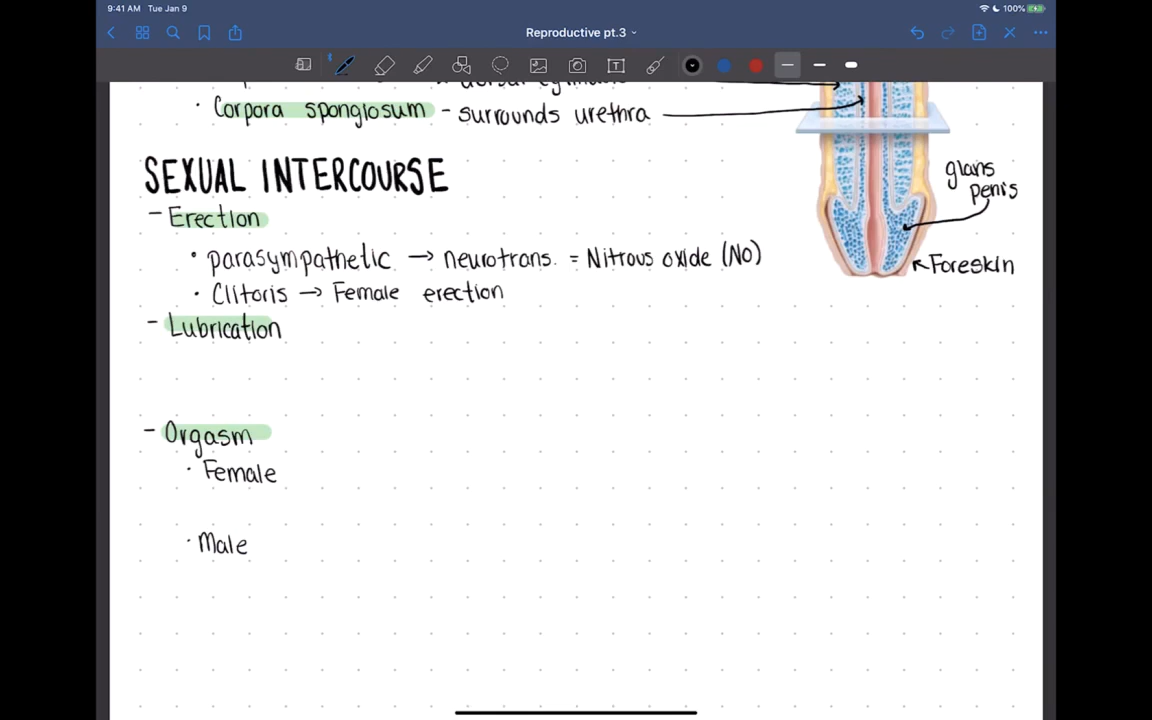 9:41 AM Tue Jan 9
100%
Reproductive pt.3
· Corpora spongiosum - surrounds urethra
SEXUAL INTERCOURSE
glans
penis
- Erection
· parasympathetic → neurotrans. = Nitrous oxide (NO)
Foreskin
· Clitoris → Female erection
- Lubrication
- Orgasm
· Female
· Male